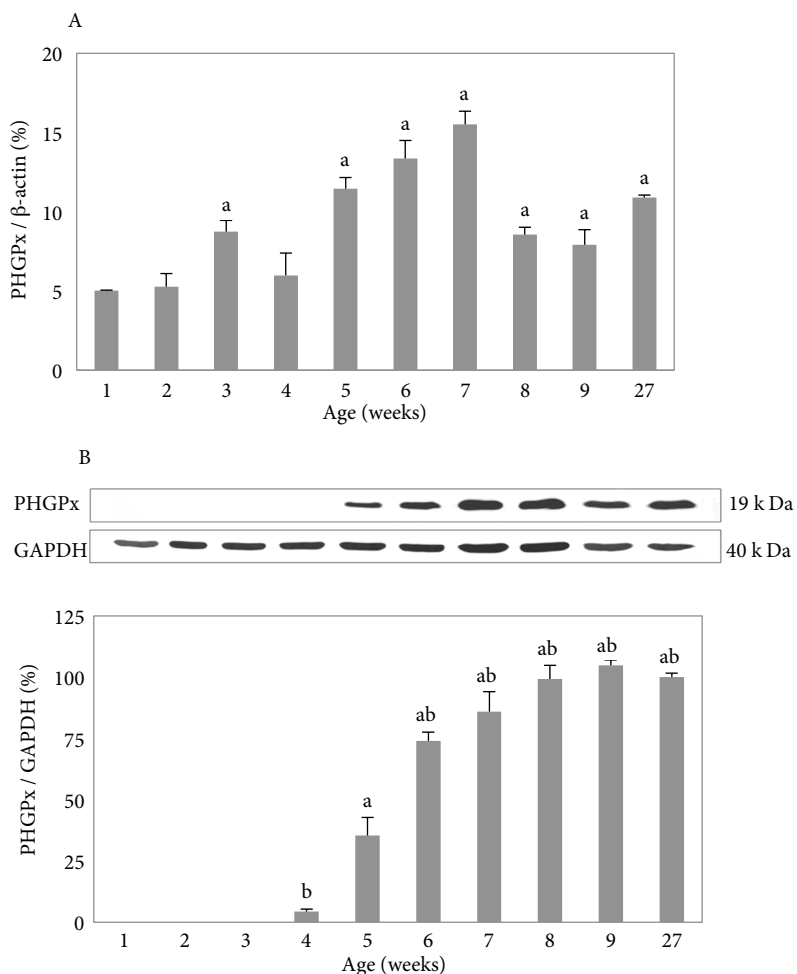 A
20
15
10
5
0
PHGPx / β-actin (%)
a
a
a
a
a
a
a
1 2 3 4 5 6 7 8 9 27
Age (weeks)
B
PHGPx 19 k Da
GAPDH 40 k Da
125
100
75
50
25
0
PHGPx / GAPDH (%)
b
a
ab
ab
ab
ab
ab
1 2 3 4 5 6 7 8 9 27
Age (weeks)